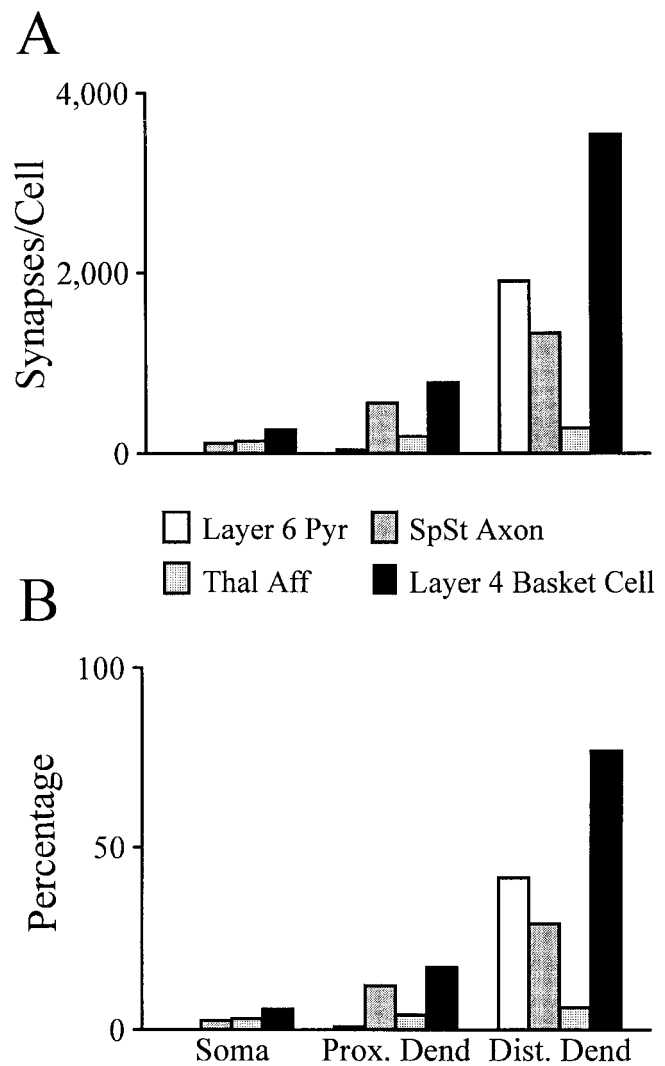 A
4,000
2,000
0
Synapses/Cell
Layer 6 Pyr
SpSt Axon
Thal Aff
Layer 4 Basket Cell
B
100
50
0
Percentage
Soma
Prox. Dend
Dist. Dend